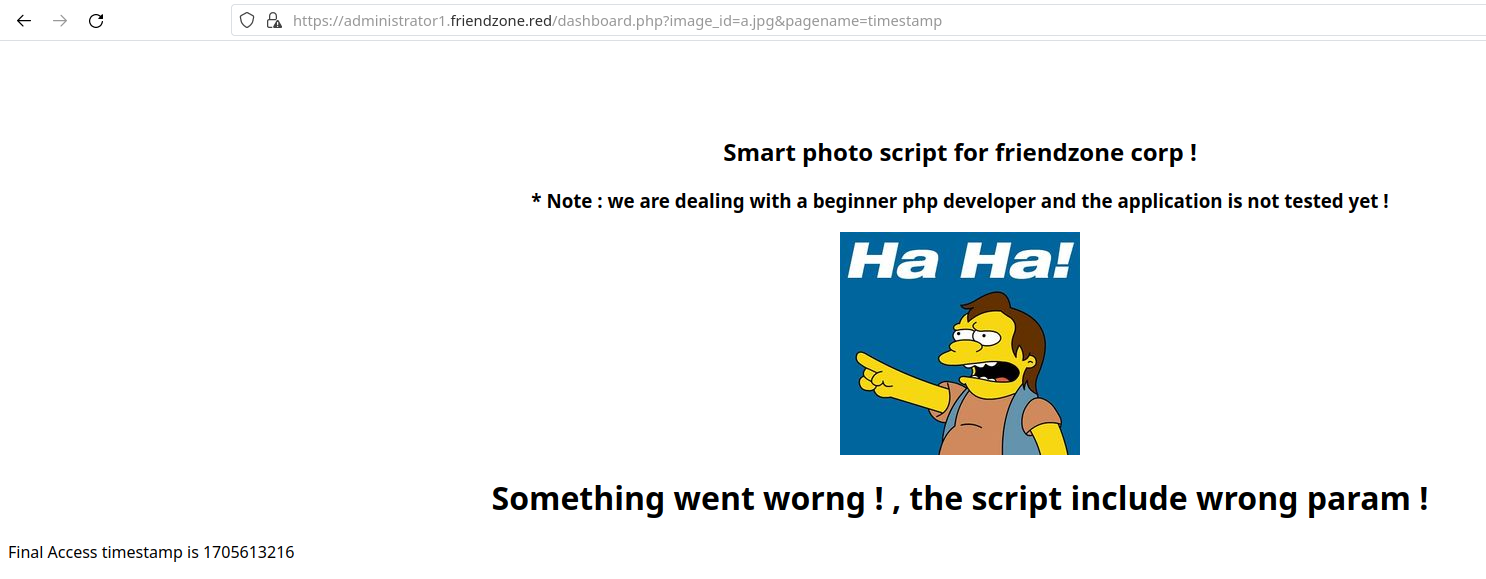 https://administrator1.friendzone.red/dashboard.php?image_id=a.jpg&pagename=timestamp
Smart photo script for friendzone corp !
* Note : we are dealing with a beginner php developer and the application is not tested yet !
Ha Ha!
Something went worng ! , the script include wrong param !
Final Access timestamp is 1705613216